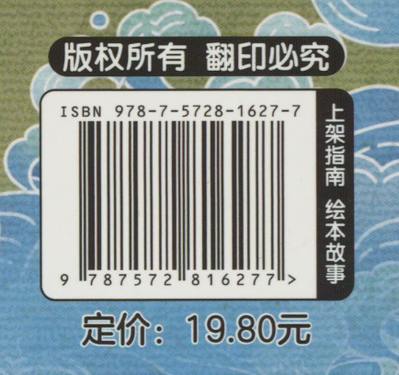 版权所有 翻印必究
ISBN 978-7-5728-1627-7
上架指南 绘本故事
9 787572 816277 >
定价：19.80元